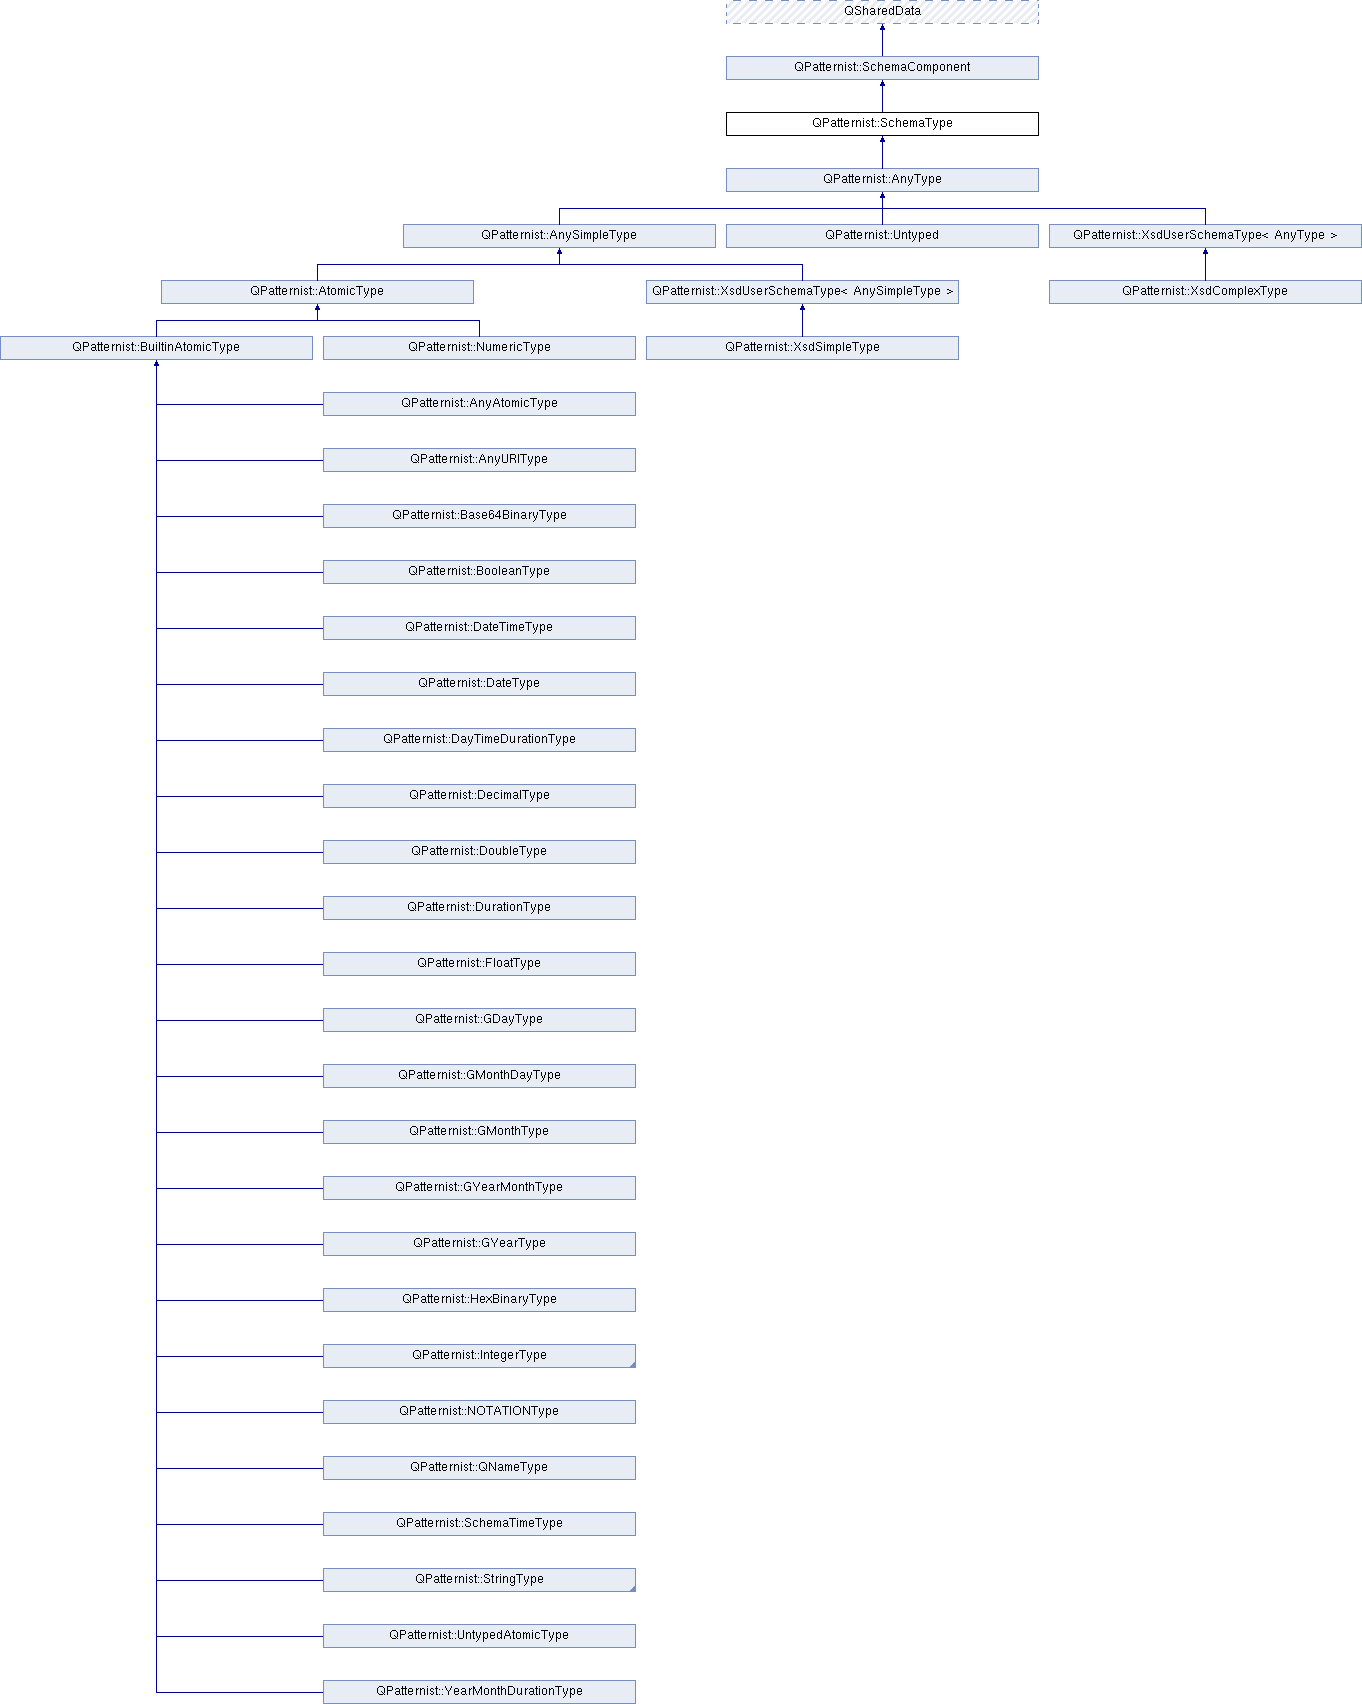 QSharedData
QPatternist::SchemaComponent
QPatternist::SchemaType
QPatternist::AnyType
QPatternist::AnySimpleType
QPatternist::Untyped
QPatternist::XsdUserSchemaType< AnyType >
QPatternist::AtomicType
QPatternist::XsdUserSchemaType< AnySimpleType >
QPatternist::XsdComplexType
QPatternist::BuiltinAtomicType
QPatternist::NumericType
QPatternist::XsdSimpleType
QPatternist::AnyAtomicType
QPatternist::AnyURIType
QPatternist::Base64BinaryType
QPatternist::BooleanType
QPatternist::DateTimeType
QPatternist::DateType
QPatternist::DayTimeDurationType
QPatternist::DecimalType
QPatternist::DoubleType
QPatternist::DurationType
QPatternist::FloatType
QPatternist::GDayType
QPatternist::GMonthDayType
QPatternist::GMonthType
QPatternist::GYearMonthType
QPatternist::GYearType
QPatternist::HexBinaryType
QPatternist::IntegerType
QPatternist::NOTATIONType
QPatternist::QNameType
QPatternist::SchemaTimeType
QPatternist::StringType
QPatternist::UntypedAtomicType
QPatternist::YearMonthDurationType